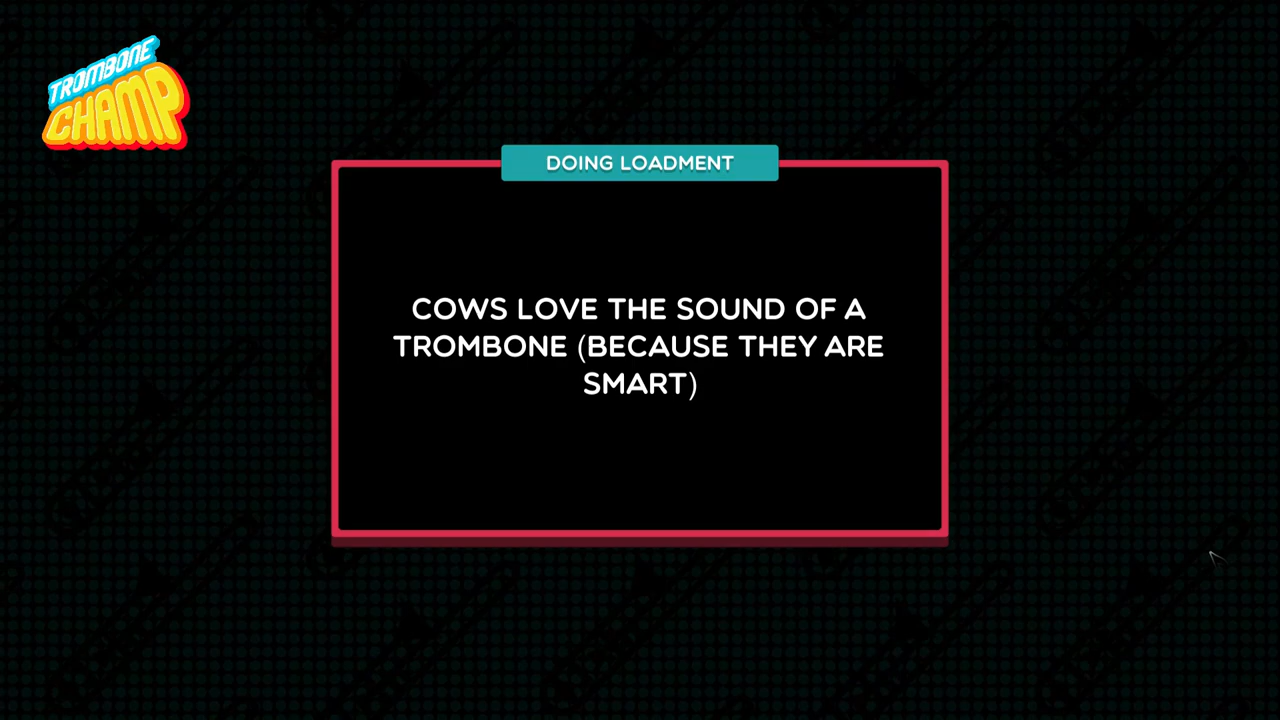 TROMBONE
CHAMP
DOING LOADMENT
COWS LOVE THE SOUND OF A
TROMBONE (BECAUSE THEY ARE
SMART)